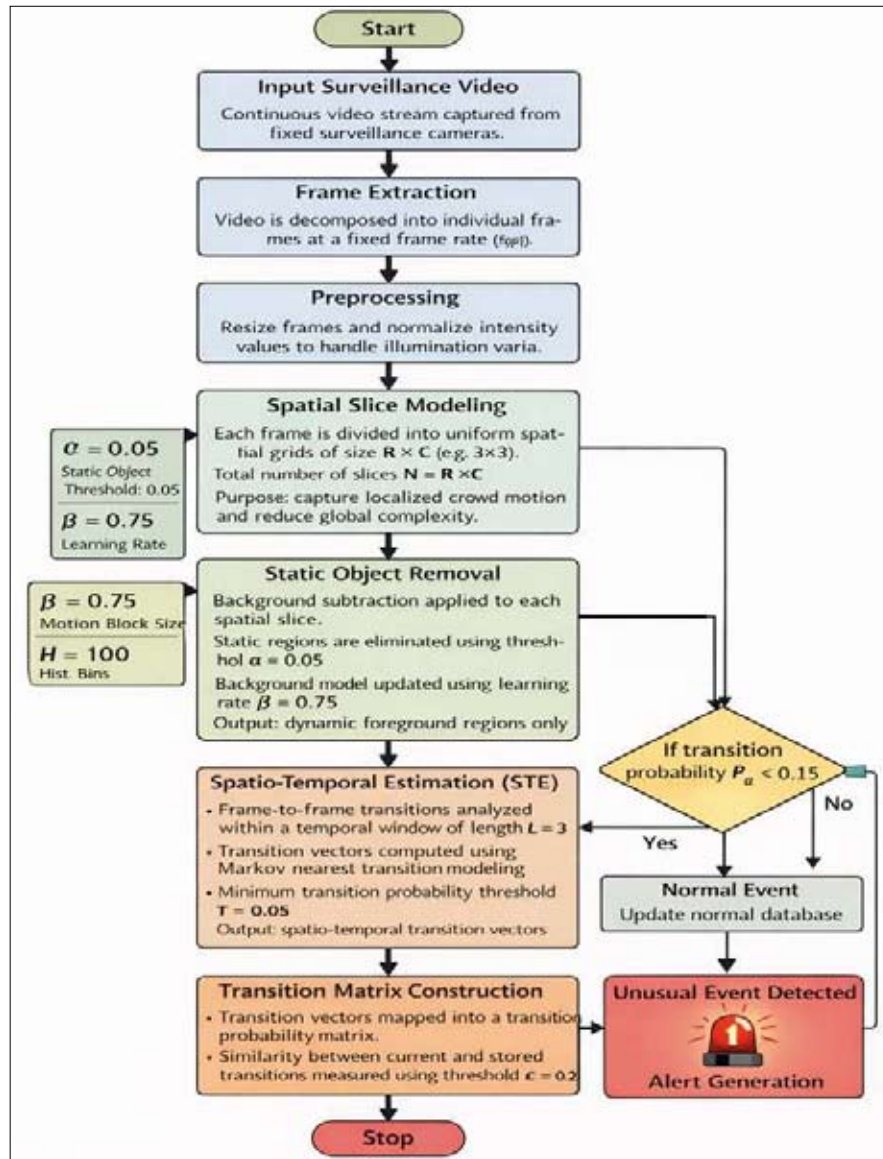 Start
Input Surveillance Video
Continuous video stream captured from
fixed surveillance cameras.
Frame Extraction
Video is decomposed into individual fra-
mes at a fixed frame rate
Preprocessing
Resize frames and normalize intensity
values to handle illumination varia.
Spatial Slice Modeling
Each frame is divided into uniform spat-
tial grids of size R × C (e.g. 3×3).
Total number of slices N = R ×C
Purpose: capture localized crowd motion
and reduce global complexity.
α = 0.05
Static Object
Threshold: 0.05
β = 0.75
Learning Rate
Static Object Removal
Background subtraction applied to each
spatial slice.
Static regions are eliminated using thresh-
hol α = 0.05
Background model updated using learning
rate β = 0.75
Output: dynamic foreground regions only
β = 0.75
Motion Block Size
H = 100
Hist. Bins
If transition
probability Pα < 0.15
No
Yes
Spatio-Temporal Estimation (STE)
• Frame-to-frame transitions analyzed
within a temporal window of length L = 3
• Transition vectors computed using
Markov nearest transition modeling
• Minimum transition probability threshold
T = 0.05
Output: spatio-temporal transition vectors
Normal Event
Update normal database
Transition Matrix Construction
• Transition vectors mapped into a transition
probability matrix.
• Similarity between current and stored
transitions measured using threshold ϵ = 0.2
Unusual Event Detected
1
Alert Generation
Stop